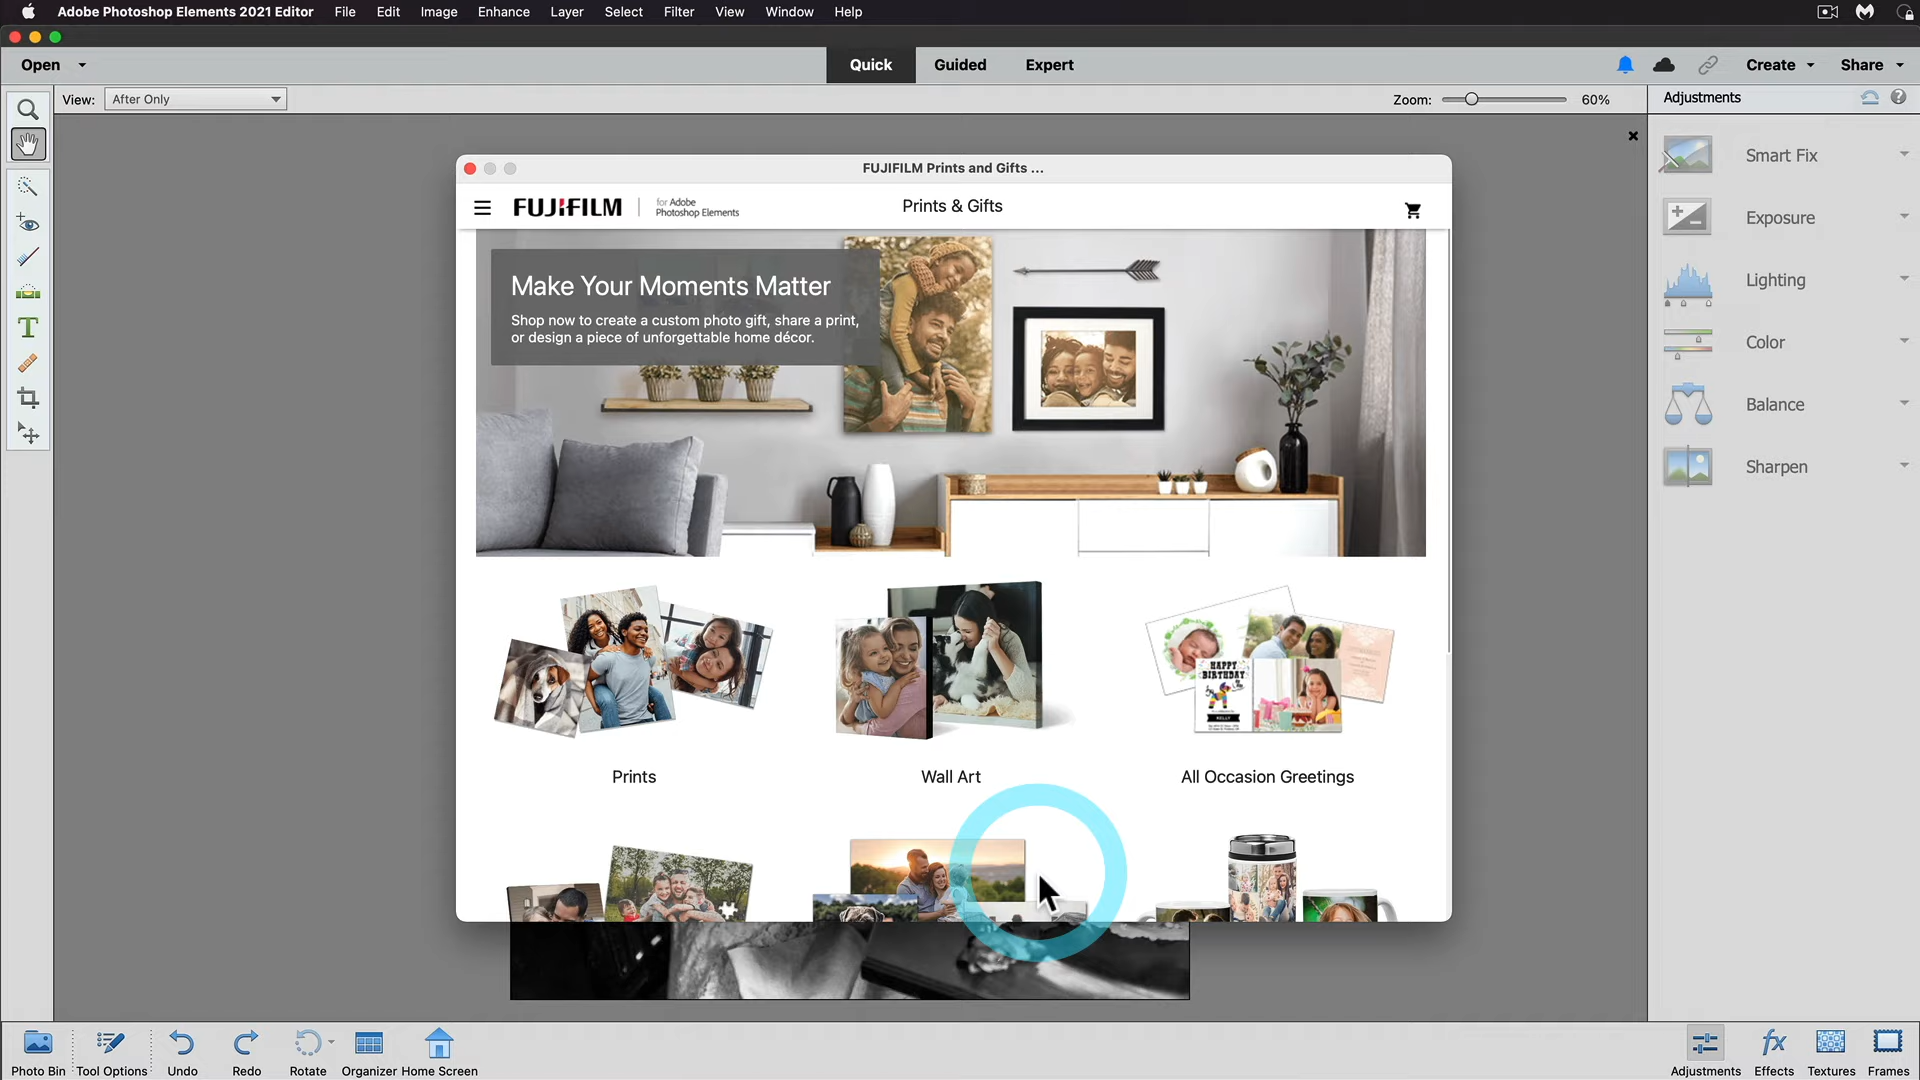 Adobe Photoshop Elements 2021 Editor File Edit Image Enhance Layer Select Filter View Window Help
Open Quick Guided Expert Create Share
View: After Only Zoom: 60% Adjustments
FUJIFILM Prints and Gifts ...
FUJIFILM for Adobe Photoshop Elements Prints & Gifts
Make Your Moments Matter
Shop now to create a custom photo gift, share a print,
or design a piece of unforgettable home décor.
Smart Fix
Exposure
Lighting
Color
Balance
Sharpen
T
HAPPY
BIRTHDAY
KELLY
Prints Wall Art All Occasion Greetings
Photo Bin Tool Options Undo Redo Rotate Organizer Home Screen fx Adjustments Effects Textures Frames